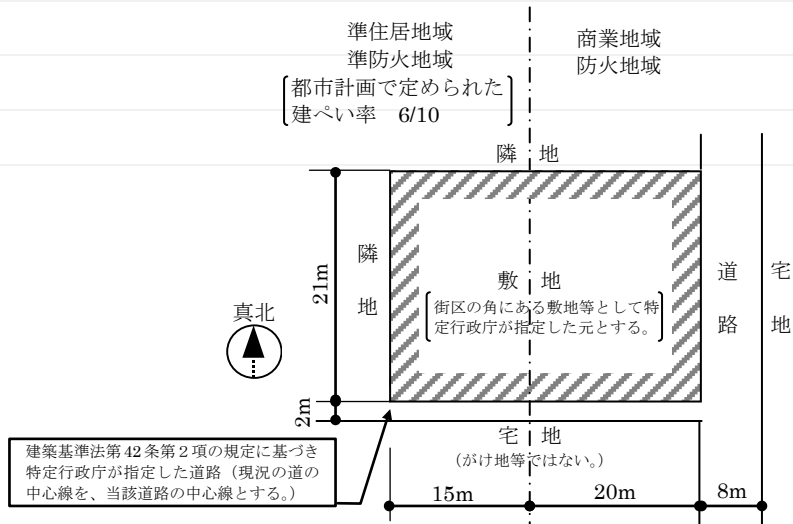 準住居地域
準防火地域
都市計画で定められた
建ぺい率 6/10
商業地域
防火地域
隣 地
隣
地
21m
敷 地
街区の角にある敷地等として特
定行政庁が指定した元とする。
道
路
宅
地
真北
2m
宅 地
(がけ地等ではない。)
建築基準法第42条第2項の規定に基づき
特定行政庁が指定した道路（現況の道の
中心線を、当該道路の中心線とする。）
15m
20m
8m